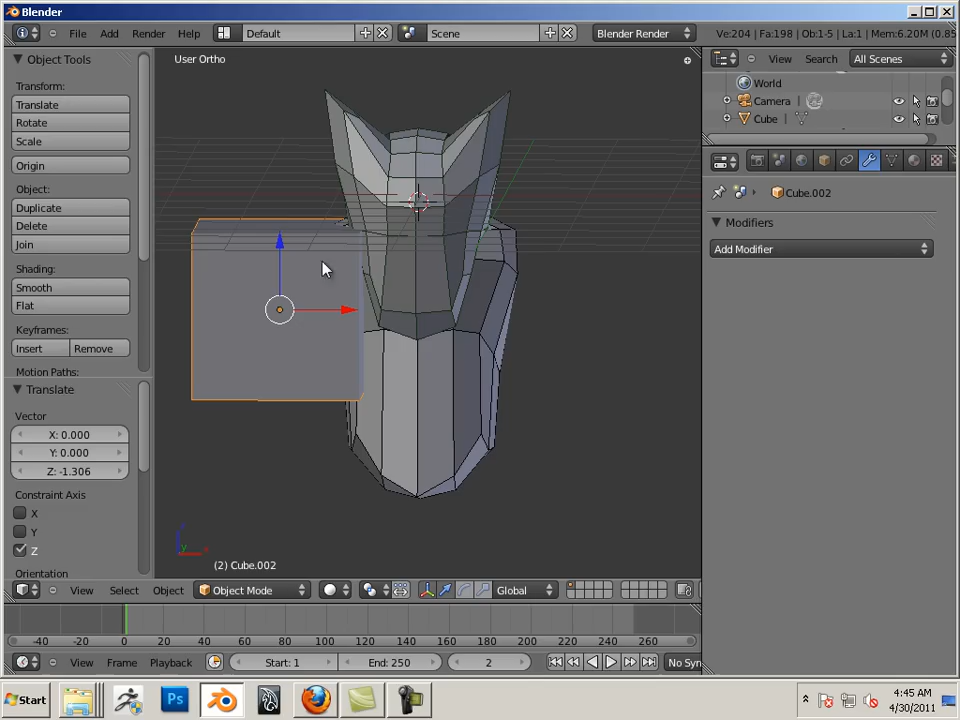 Blender
File Add Render Help Default Scene Blender Render Ve:204 | Fa:198 | Ob:1-5 | La:1 | Mem:6.20M (0.85
Object Tools
Transform:
Translate
Rotate
Scale
Origin
Object:
Duplicate
Delete
Join
Shading:
Smooth
Flat
Keyframes:
Insert Remove
Motion Paths:
Translate
Vector
X: 0.000
Y: 0.000
Z: -1.306
Constraint Axis
X
Y
Z
Orientation
User Ortho
(2) Cube.002
View Search All Scenes
World
Camera
Cube
Cube.002
Modifiers
Add Modifier
View Select Object Object Mode Global
-40 -20 0 20 40 60 80 100 120 140 160 180 200 220 240 260
View Frame Playback Start: 1 End: 250 2 No Syn
Start
4:45 AM
4/30/2011